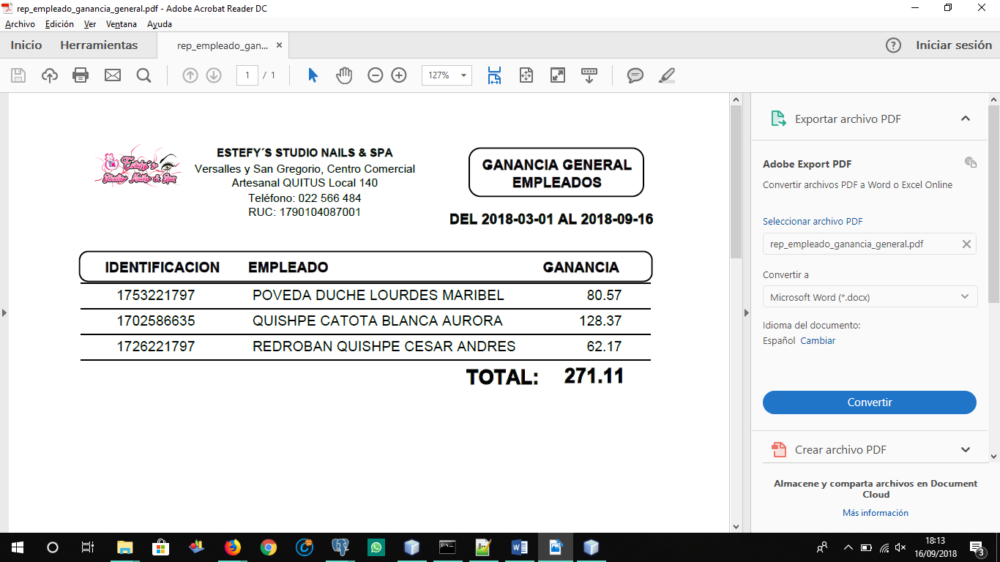 rep_empleado_ganancia_general.pdf - Adobe Acrobat Reader DC
Archivo Edición Ver Ventana Ayuda
Inicio Herramientas rep_empleado_gan... Iniciar sesión
1 / 1 127%
Estefy´s
Studio Nails & Spa
ESTEFY´S STUDIO NAILS & SPA
Versalles y San Gregorio, Centro Comercial
Artesanal QUITUS Local 140
Teléfono: 022 566 484
RUC: 1790104087001
GANANCIA GENERAL
EMPLEADOS
DEL 2018-03-01 AL 2018-09-16
IDENTIFICACION EMPLEADO GANANCIA
1753221797 POVEDA DUCHE LOURDES MARIBEL 80.57
1702586635 QUISHPE CATOTA BLANCA AURORA 128.37
1726221797 REDROBAN QUISHPE CESAR ANDRES 62.17
TOTAL: 271.11
Exportar archivo PDF
Adobe Export PDF
Convertir archivos PDF a Word o Excel Online
Seleccionar archivo PDF
rep_empleado_ganancia_general.pdf
Convertir a
Microsoft Word (*.docx)
Idioma del documento:
Español Cambiar
Convertir
Crear archivo PDF
Almacene y comparta archivos en Document
Cloud
Más información
18:13
16/09/2018
3